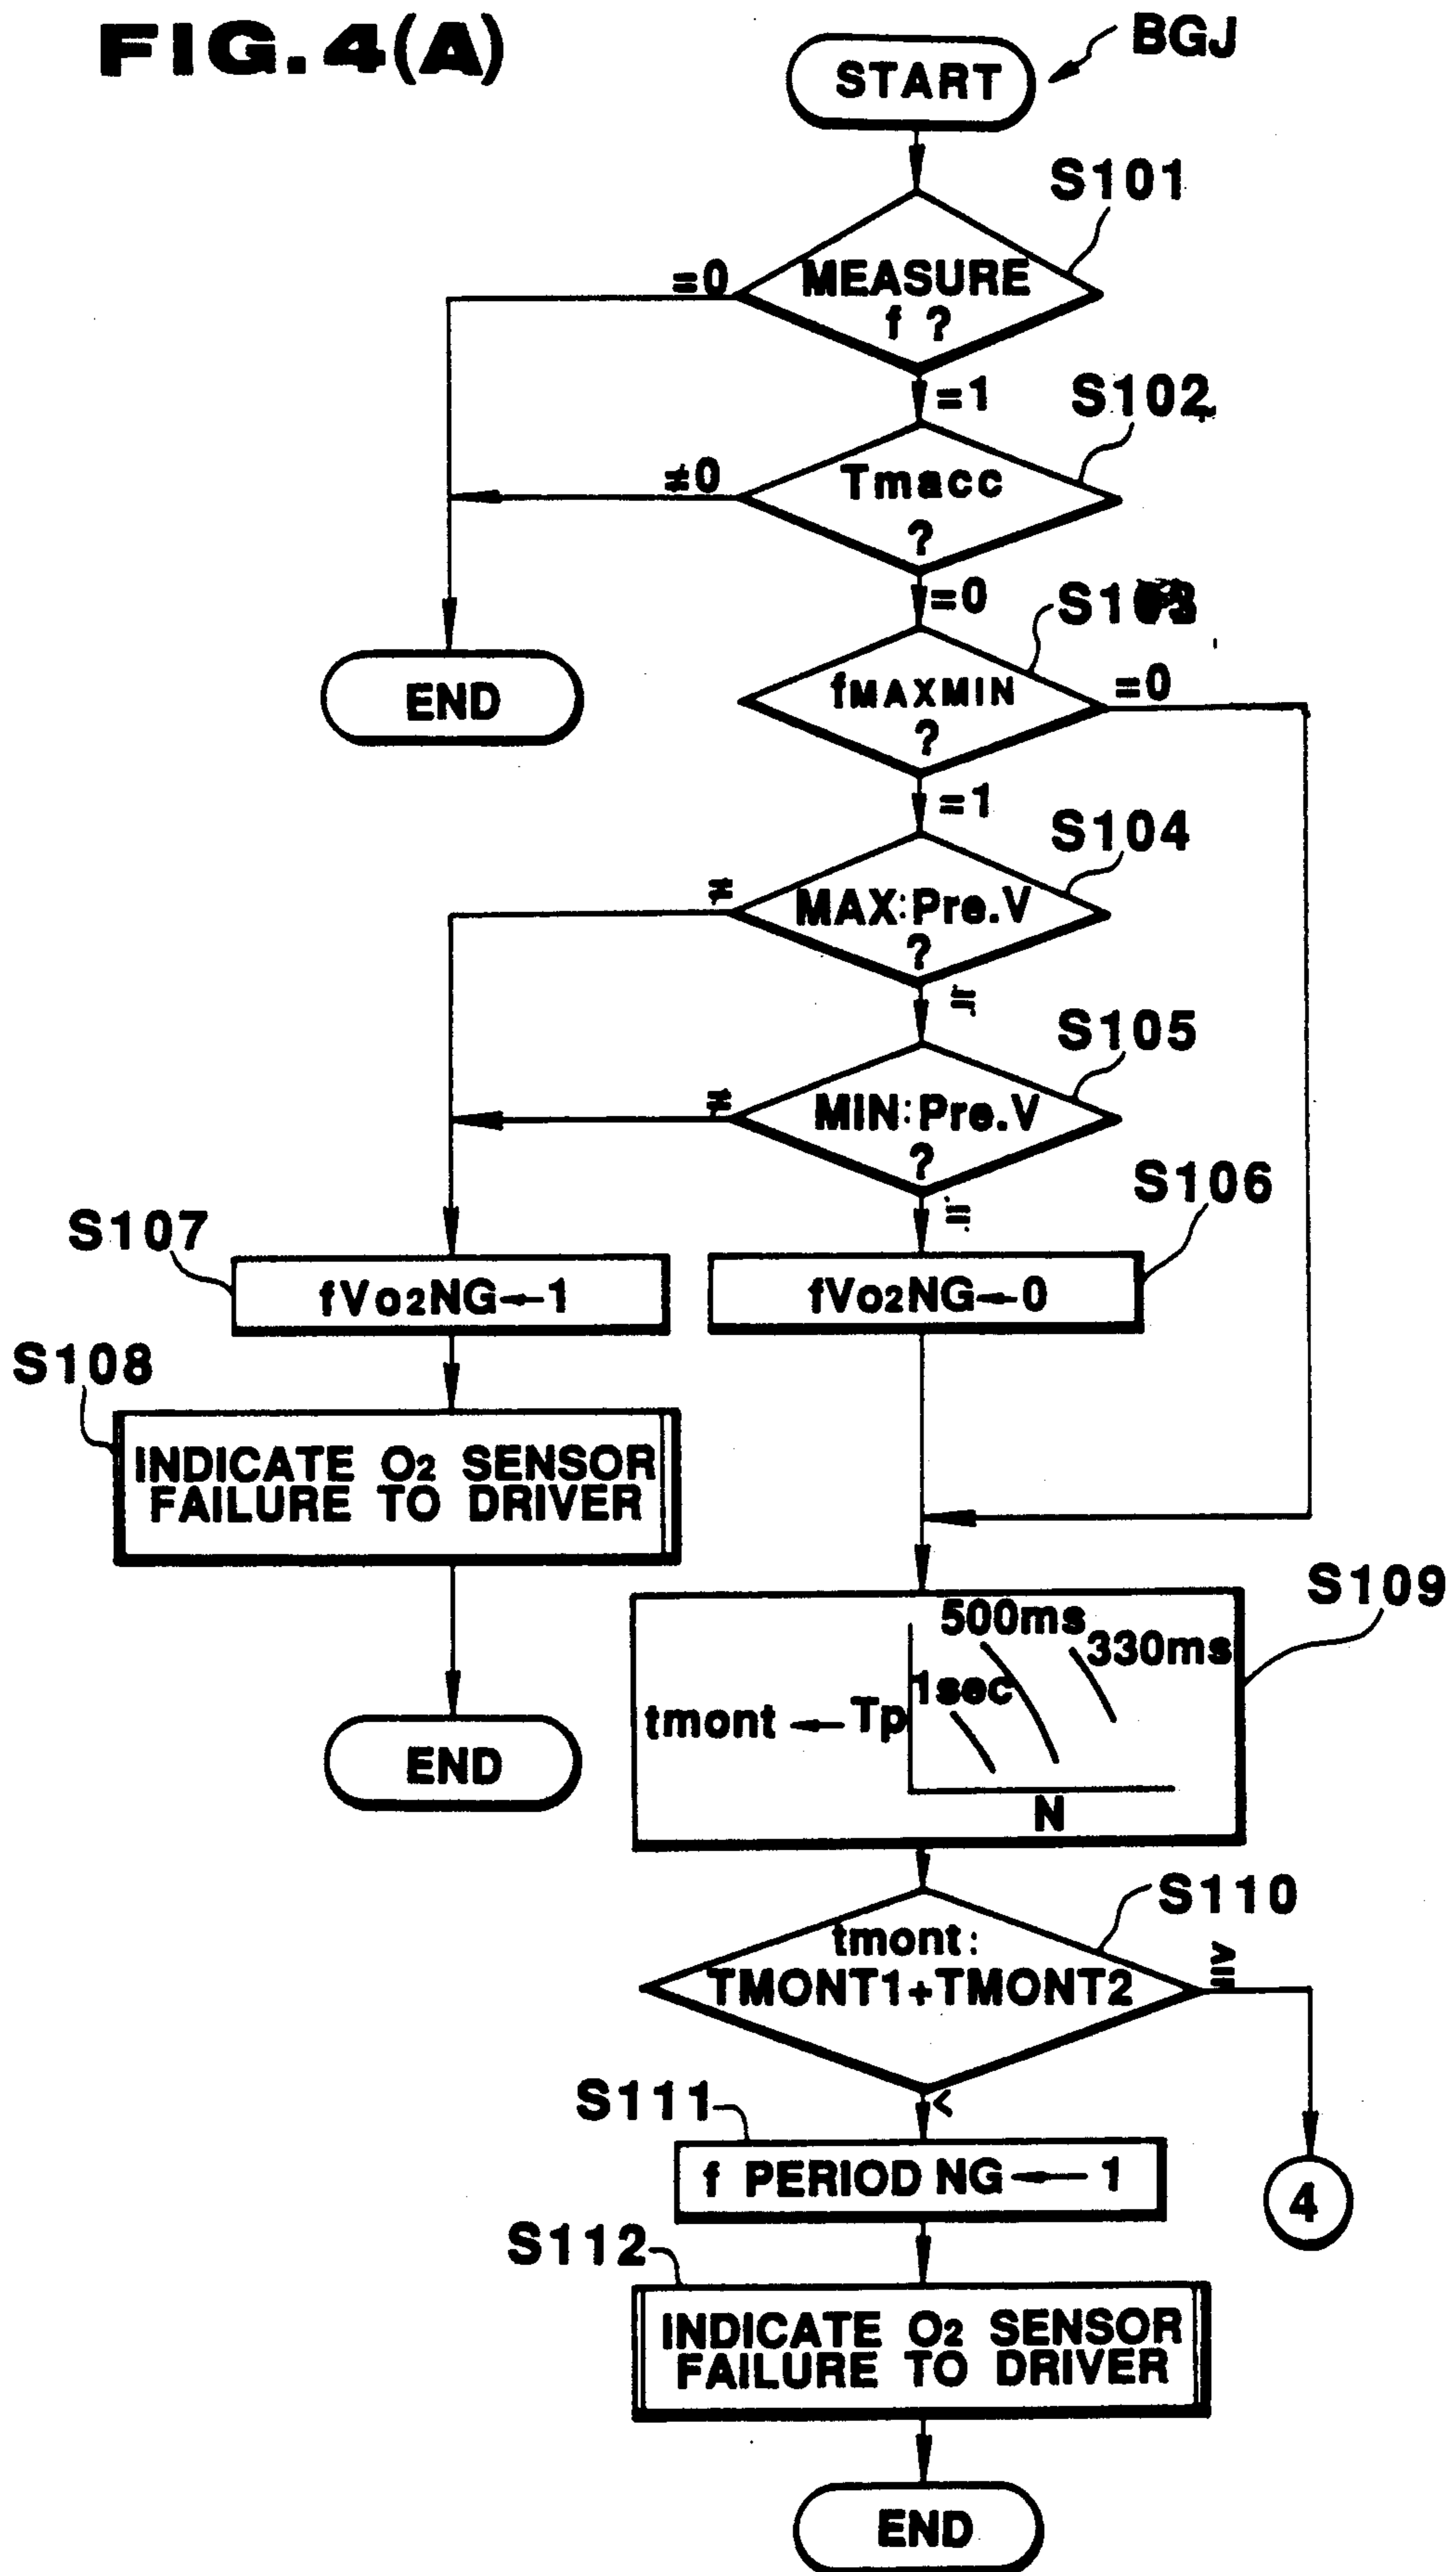 FIG. 4(A)
BGJ
START
S101
MEASURE
f ?
=0
=1
S102
Tmacc
?
≠0
=0
END
fMAXMIN
?
=0
=1
S104
MAX:Pre.V
?
≠
S105
MIN:Pre.V
?
≠
S106
S107
fVo2NG←1
fVo2NG←0
S108
INDICATE O2 SENSOR
FAILURE TO DRIVER
END
S109
500ms
330ms
1sec
tmont ← Tp
N
S110
tmont:
TMONT1+TMONT2
≧
<
S111
f PERIOD NG ← 1
4
S112
INDICATE O2 SENSOR
FAILURE TO DRIVER
END